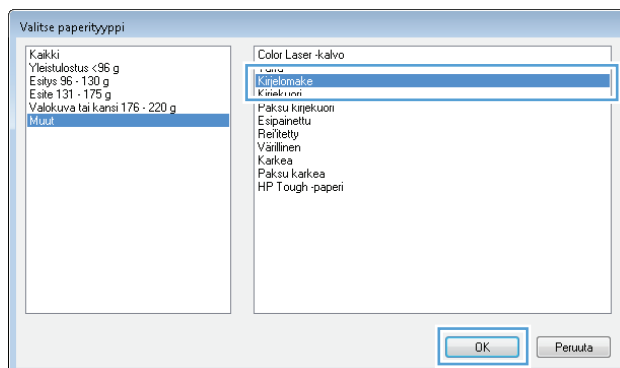 Valitse paperityyppi
Kaikki
Yleistulostus <96 g
Esitys 96 - 130 g
Esite 131 - 175 g
Valokuva tai kansi 176 - 220 g
Muut
Color Laser -kalvo
Kirjelomake
Kirjekuori
Paksu kirjekuori
Esipainettu
Rei'itetty
Värillinen
Karkea
Paksu karkea
HP Tough -paperi
OK
Peruuta